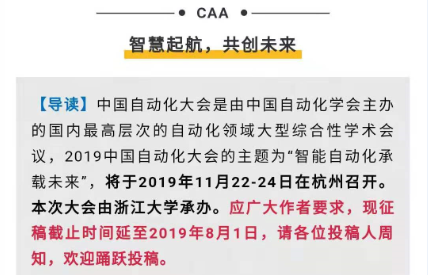 CAA
智慧起航，共创未来
【导读】中国自动化大会是由中国自动化学会主办
的国内最高层次的自动化领域大型综合性学术会
议，2019中国自动化大会的主题为“智能自动化承
载未来”，将于2019年11月22-24日在杭州召开。
本次大会由浙江大学承办。应广大作者要求，现征
稿截止时间延至2019年8月1日，请各位投稿人周
知，欢迎踊跃投稿。